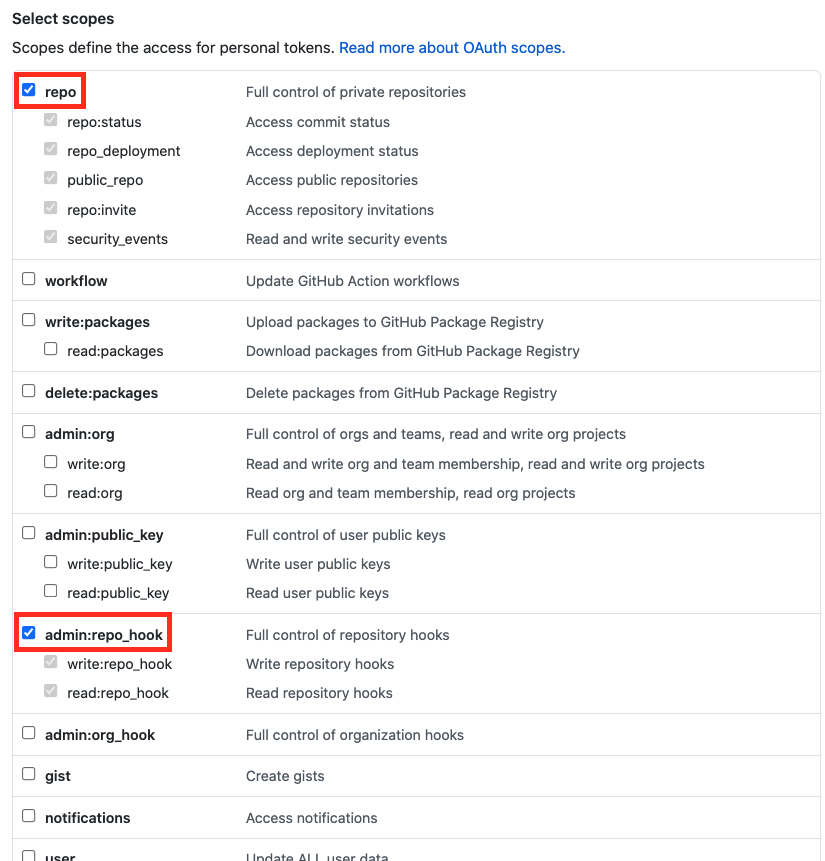 Select scopes
Scopes define the access for personal tokens. Read more about OAuth scopes.
repo Full control of private repositories
repo:status Access commit status
repo_deployment Access deployment status
public_repo Access public repositories
repo:invite Access repository invitations
security_events Read and write security events
workflow Update GitHub Action workflows
write:packages Upload packages to GitHub Package Registry
read:packages Download packages from GitHub Package Registry
delete:packages Delete packages from GitHub Package Registry
admin:org Full control of orgs and teams, read and write org projects
write:org Read and write org and team membership, read and write org projects
read:org Read org and team membership, read org projects
admin:public_key Full control of user public keys
write:public_key Write user public keys
read:public_key Read user public keys
admin:repo_hook Full control of repository hooks
write:repo_hook Write repository hooks
read:repo_hook Read repository hooks
admin:org_hook Full control of organization hooks
gist Create gists
notifications Access notifications
user Update ALL user data